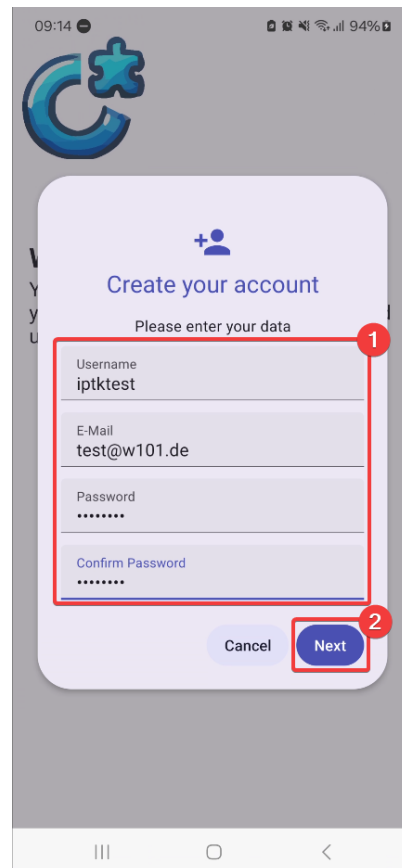 09:14
94%
W
Y
y
u
Create your account
Please enter your data
1
Username
iptktest
E-Mail
test@w101.de
Password
••••••••
Confirm Password
••••••••
2
Cancel
Next